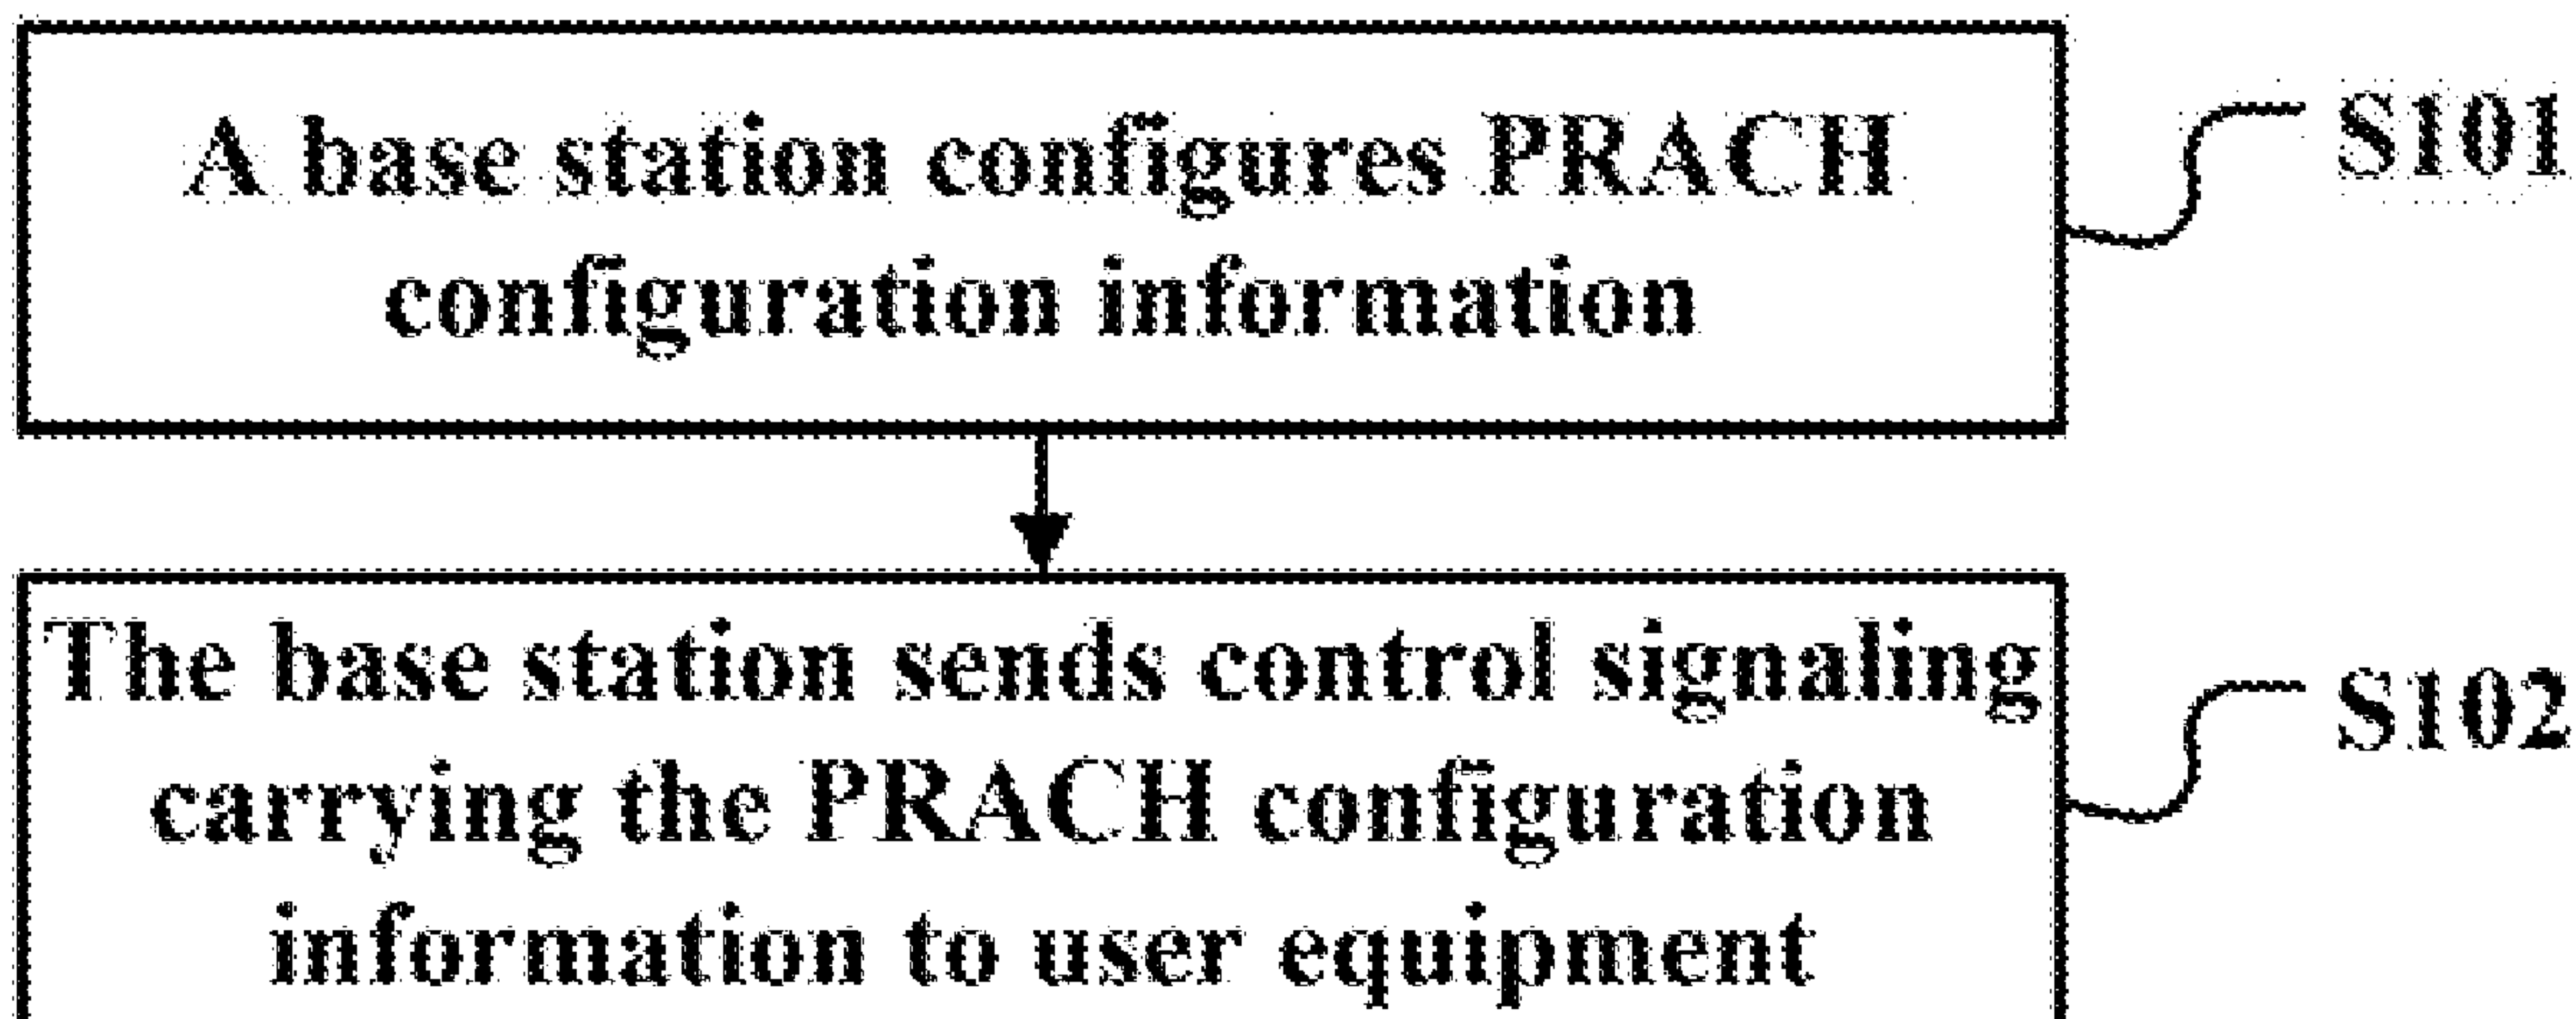 A base station configures PRACH
configuration information
S101
The base station sends control signaling
carrying the PRACH configuration
information to user equipment
S102